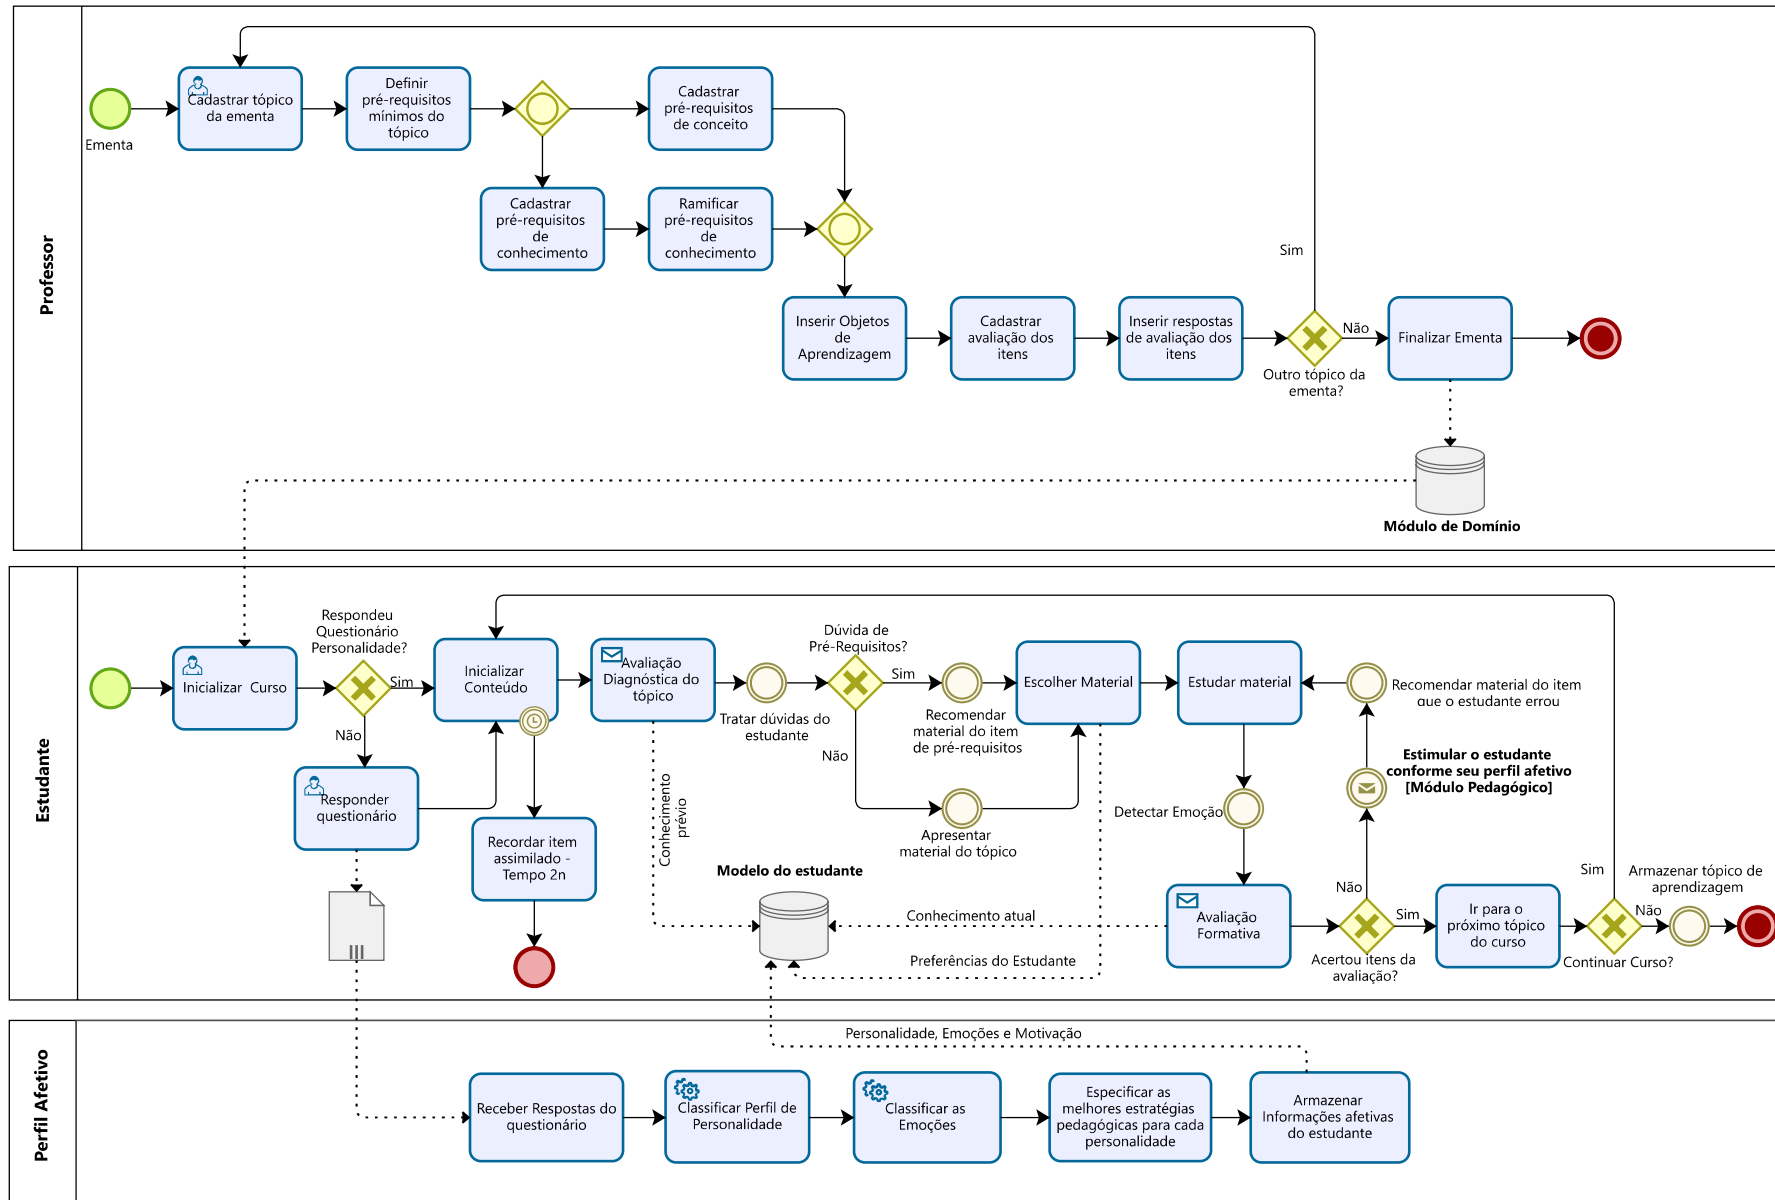 Professor
Ementa
Cadastrar tópico
da ementa
Definir
pré-requisitos
mínimos do
tópico
Cadastrar
pré-requisitos
de conceito
Cadastrar
pré-requisitos
de
conhecimento
Ramificar
pré-requisitos
de
conhecimento
Inserir Objetos
de
Aprendizagem
Cadastrar
avaliação dos
itens
Inserir respostas
de avaliação dos
itens
Sim
Não
Outro tópico da
ementa?
Finalizar Ementa
Módulo de Domínio
Estudante
Inicializar Curso
Respondeu
Questionário
Personalidade?
Sim
Não
Responder
questionário
Inicializar
Conteúdo
Recordar item
assimilado -
Tempo 2n
Avaliação
Diagnóstica do
tópico
Conhecimento
prévio
Tratar dúvidas do
estudante
Dúvida de
Pré-Requisitos?
Sim
Não
Recomendar
material do item
de pré-requisitos
Apresentar
material do tópico
Escolher Material
Estudar material
Recomendar material do item
que o estudante errou
Estimular o estudante
conforme seu perfil afetivo
[Módulo Pedagógico]
Detectar Emoção
Modelo do estudante
Conhecimento atual
Preferências do Estudante
Avaliação
Formativa
Não
Sim
Acertou itens da
avaliação?
Ir para o
próximo tópico
do curso
Sim
Não
Continuar Curso?
Armazenar tópico de
aprendizagem
Perfil Afetivo
Personalidade, Emoções e Motivação
Receber Respostas do
questionário
Classificar Perfil de
Personalidade
Classificar as
Emoções
Especificar as
melhores estratégias
pedagógicas para cada
personalidade
Armazenar
Informações afetivas
do estudante